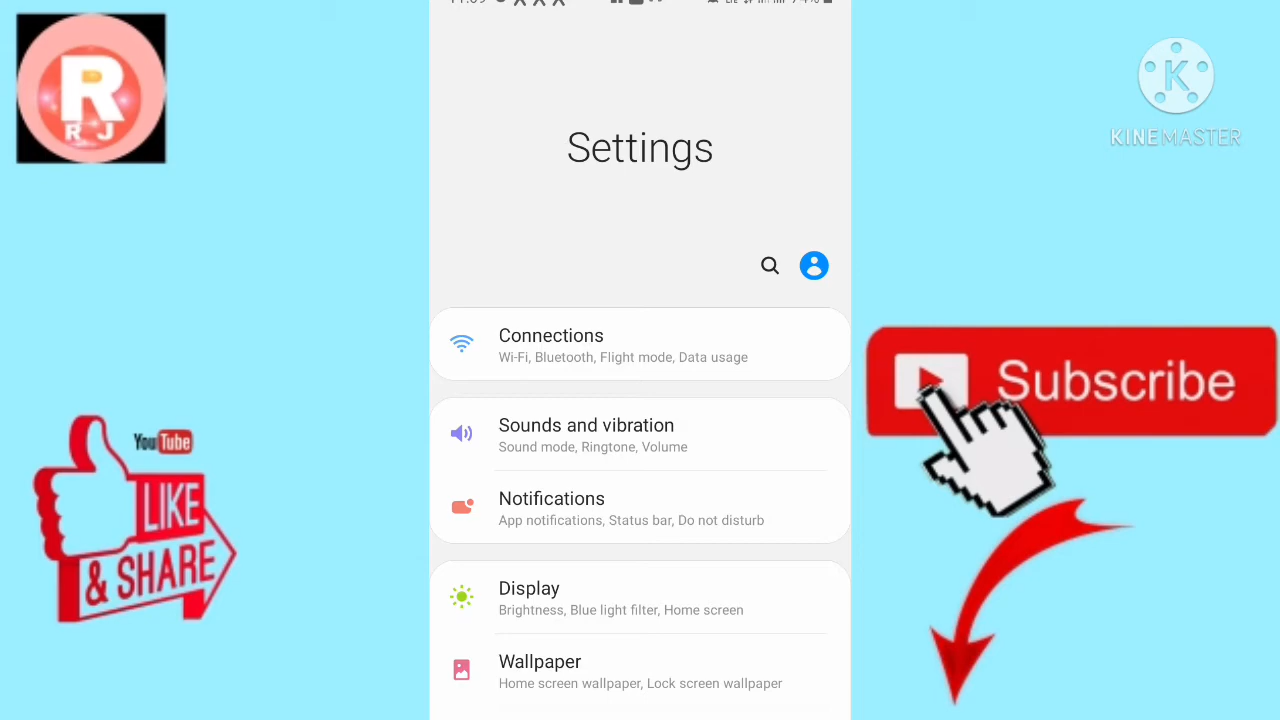 R
R J
KINEMASTER
Settings
Connections
Wi-Fi, Bluetooth, Flight mode, Data usage
Sounds and vibration
Sound mode, Ringtone, Volume
Notifications
App notifications, Status bar, Do not disturb
Display
Brightness, Blue light filter, Home screen
Wallpaper
Home screen wallpaper, Lock screen wallpaper
YouTube
LIKE
& SHARE
Subscribe